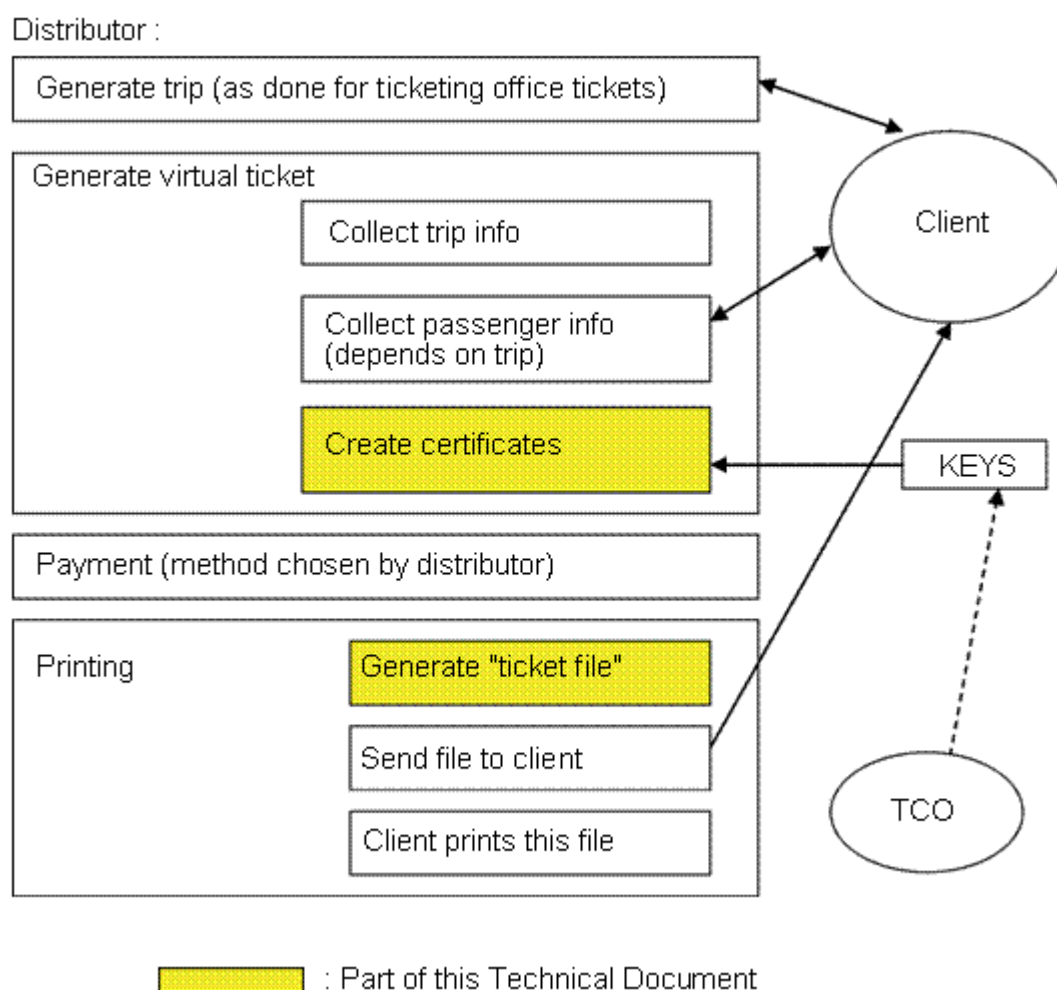 Distributor :
Generate trip (as done for ticketing office tickets)
Generate virtual ticket
Collect trip info
Client
Collect passenger info
(depends on trip)
Create certificates
KEYS
Payment (method chosen by distributor)
Printing
Generate "ticket file"
Send file to client
TCO
Client prints this file
: Part of this Technical Document